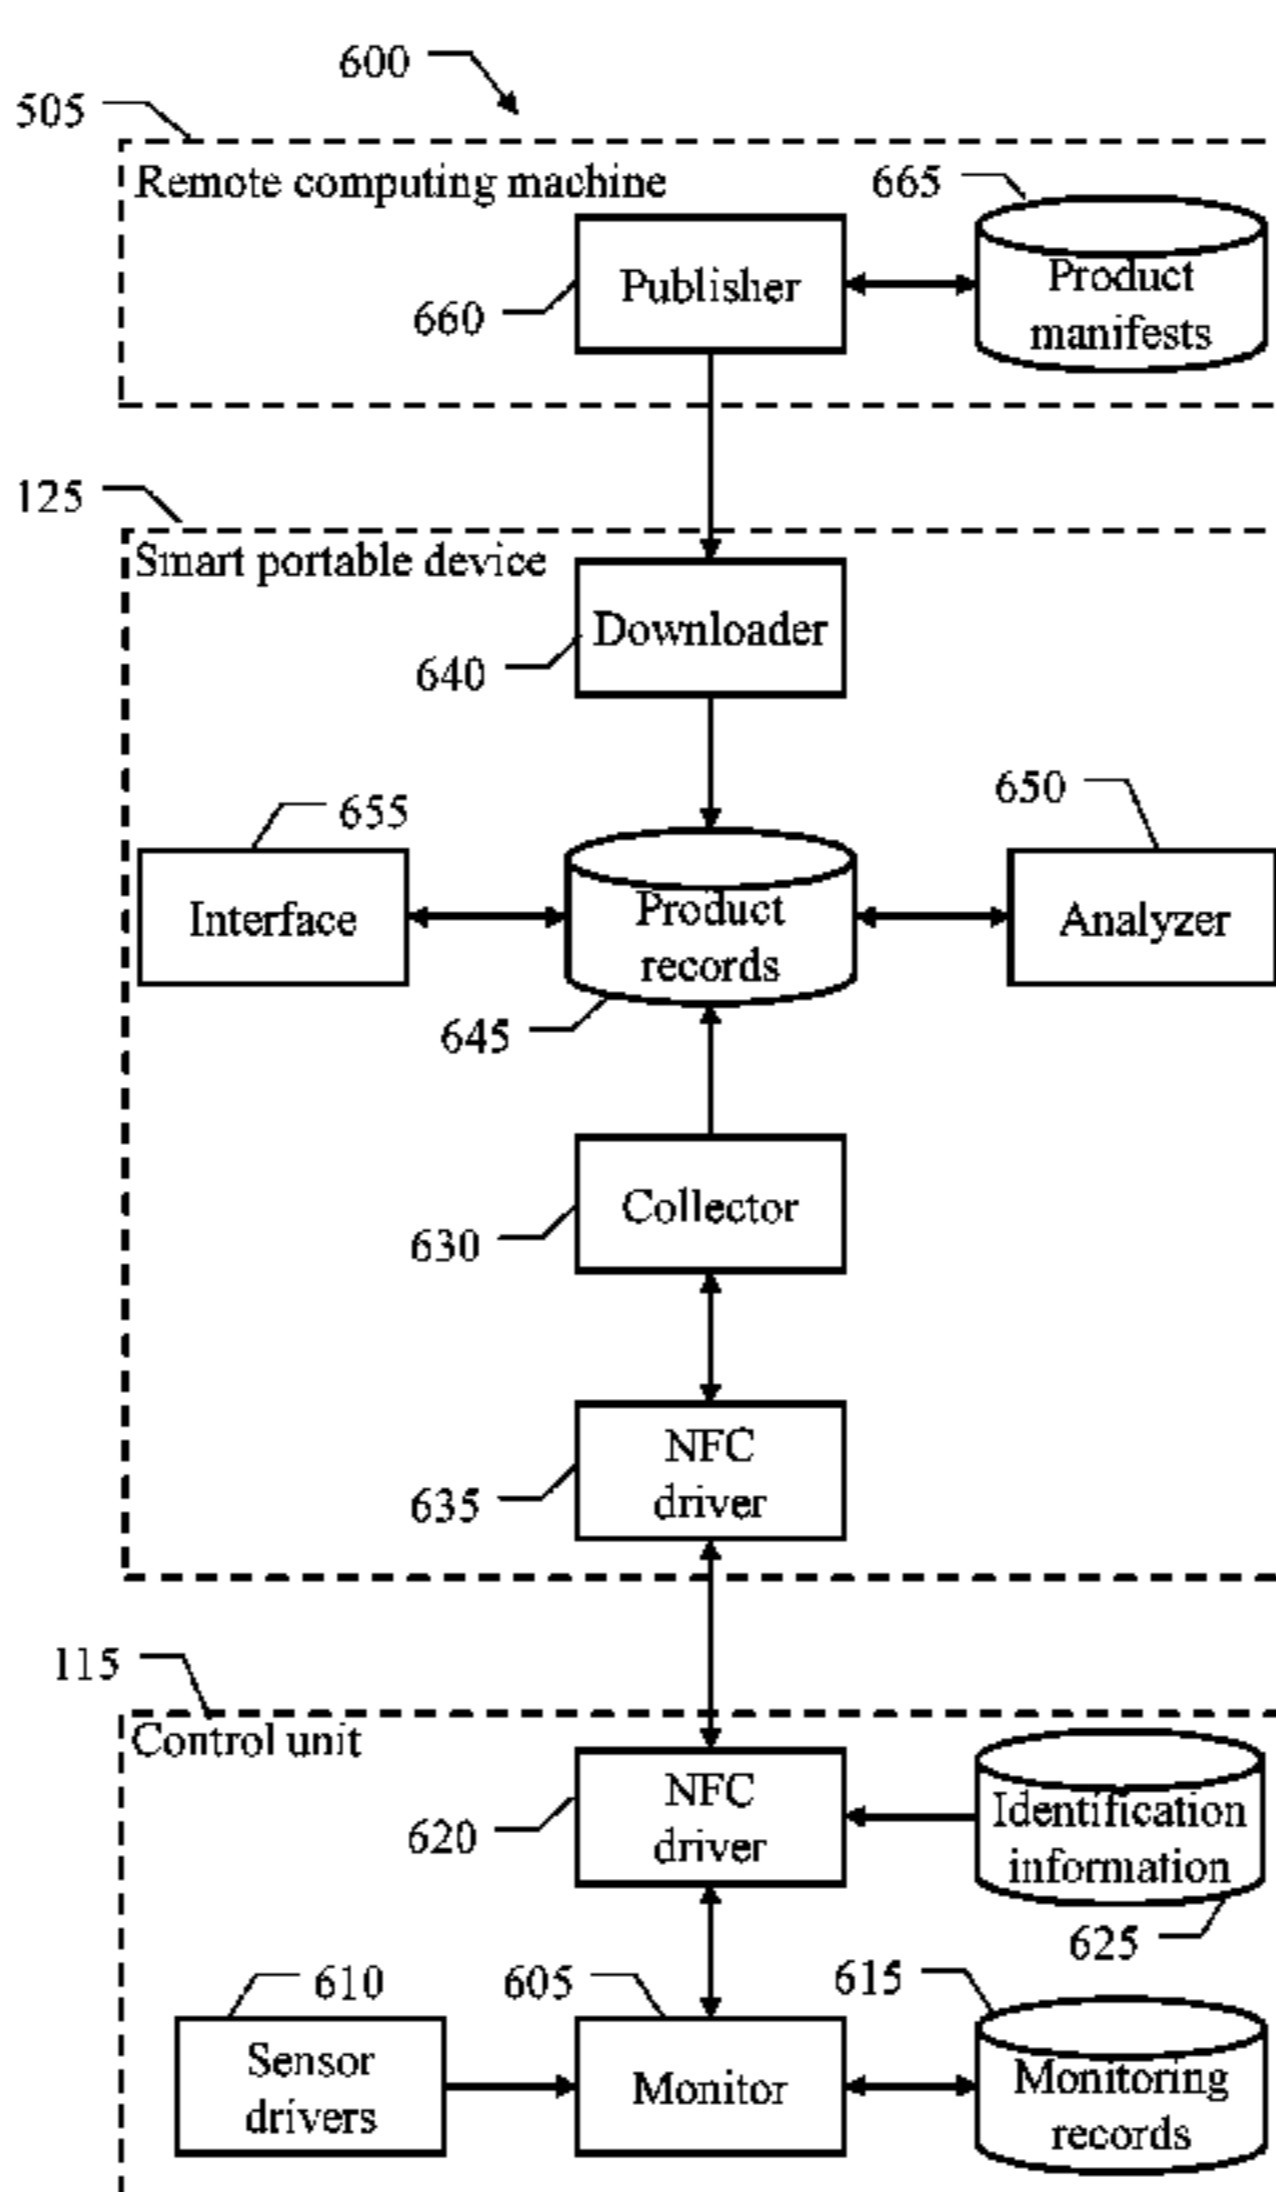 600
505
Remote computing machine
665
Publisher
Product
manifests
660
125
Smart portable device
Downloader
640
650
655
Interface
Product
records
Analyzer
645
Collector
630
NFC
driver
635
115
Control unit
NFC
driver
Identification
information
620
625
610
605
615
Sensor
drivers
Monitor
Monitoring
records